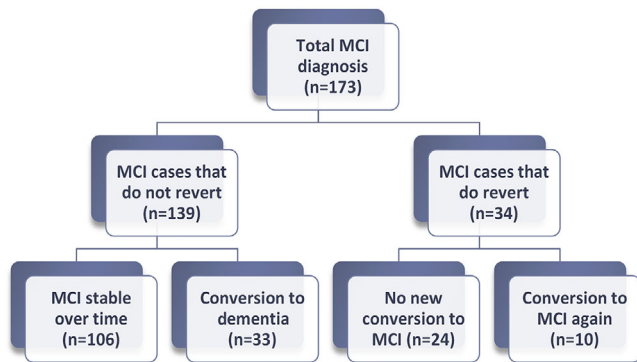 Total MCI
diagnosis
(n=173)
MCI cases that
do not revert
(n=139)
MCI cases that
do revert
(n=34)
MCI stable
over time
(n=106)
Conversion to
dementia
(n=33)
No new
conversion to
MCI (n=24)
Conversion to
MCI again
(n=10)